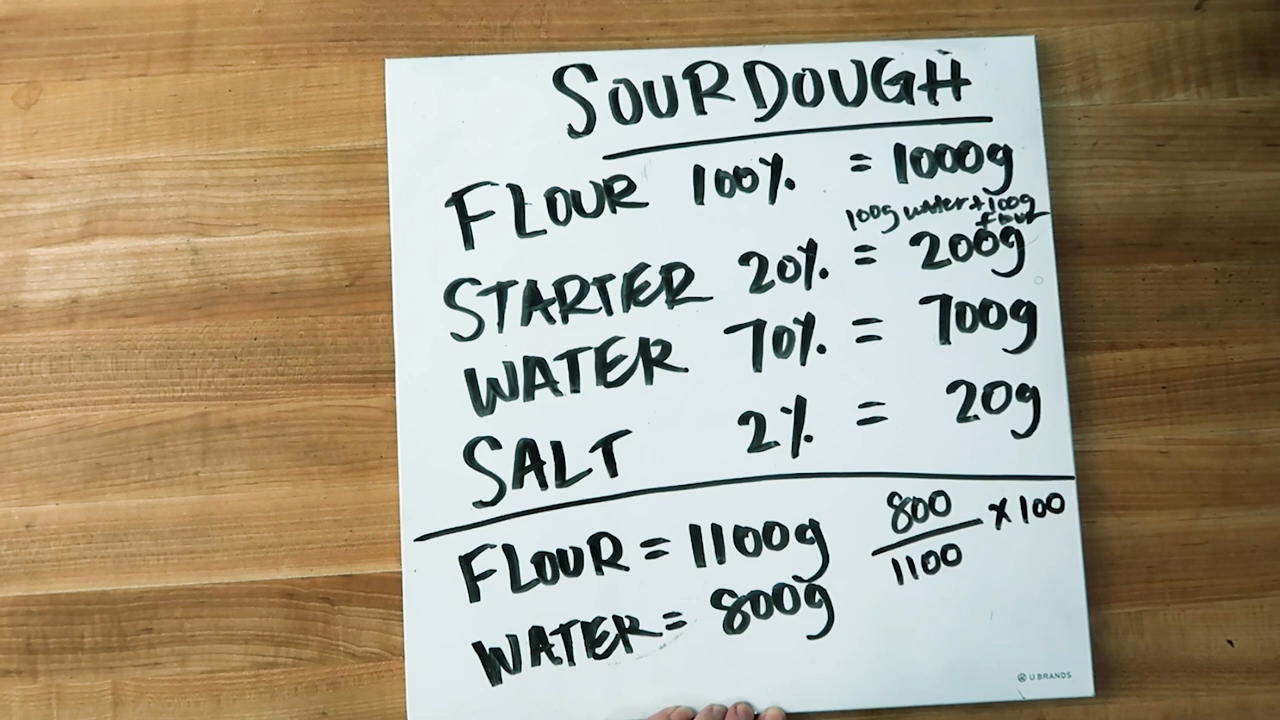 SOURDOUGH
FLOUR 100% = 1000g
100g water + 100g
flour
STARTER 20% = 200g
WATER 70% = 700g
SALT 2% = 20g
FLOUR = 1100g
WATER = 800g
800
1100
x 100
U BRANDS